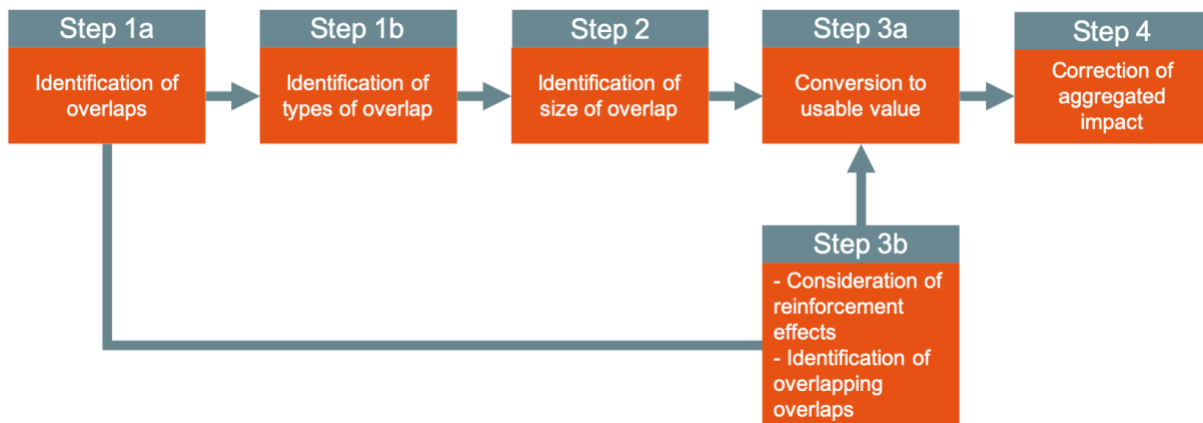 Step 1a
Identification of
overlaps
Step 1b
Identification of
types of overlap
Step 2
Identification of
size of overlap
Step 3a
Conversion to
usable value
Step 4
Correction of
aggregated
impact
Step 3b
- Consideration of
reinforcement
effects
- Identification of
overlapping
overlaps